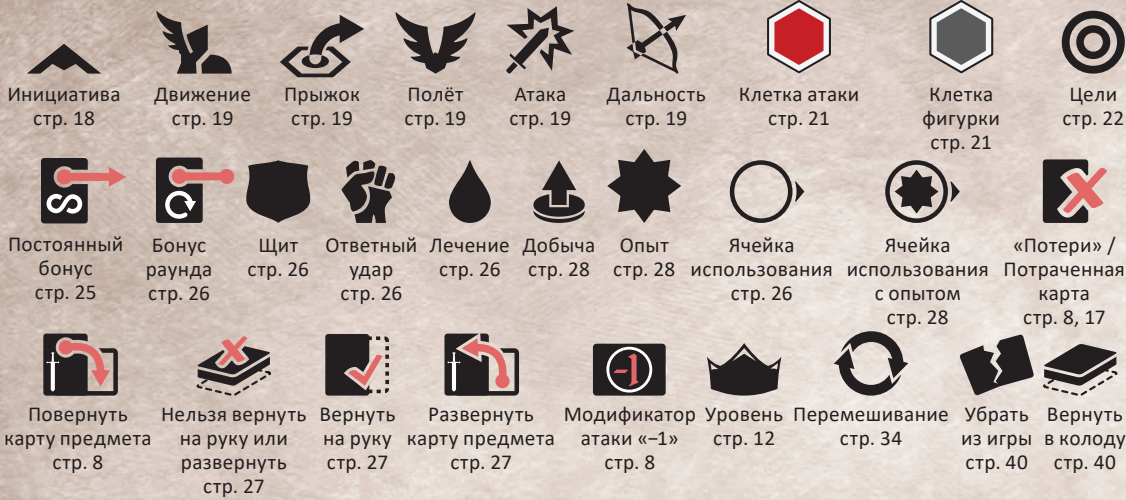 Инициатива
стр. 18
Движение
стр. 19
Прыжок
стр. 19
Полёт
стр. 19
Атака
стр. 19
Дальность
стр. 19
Клетка атаки
стр. 21
Клетка
фигурки
стр. 21
Цели
стр. 22
Постоянный
бонус
стр. 25
Бонус
раунда
стр. 26
Щит
стр. 26
Ответный
удар
стр. 26
Лечение
стр. 26
Добыча
стр. 28
Опыт
стр. 28
Ячейка
использования
стр. 26
Ячейка
использования
с опытом
стр. 28
«Потери» /
Потраченная
карта
стр. 8, 17
Повернуть
карту предмета
стр. 8
Нельзя вернуть
на руку или
развернуть
стр. 27
Вернуть
на руку
стр. 27
Развернуть
карту предмета
стр. 27
-1
Модификатор
атаки «–1»
стр. 8
Уровень
стр. 12
Перемешивание
стр. 34
Убрать
из игры
стр. 40
Вернуть
в колоду
стр. 40